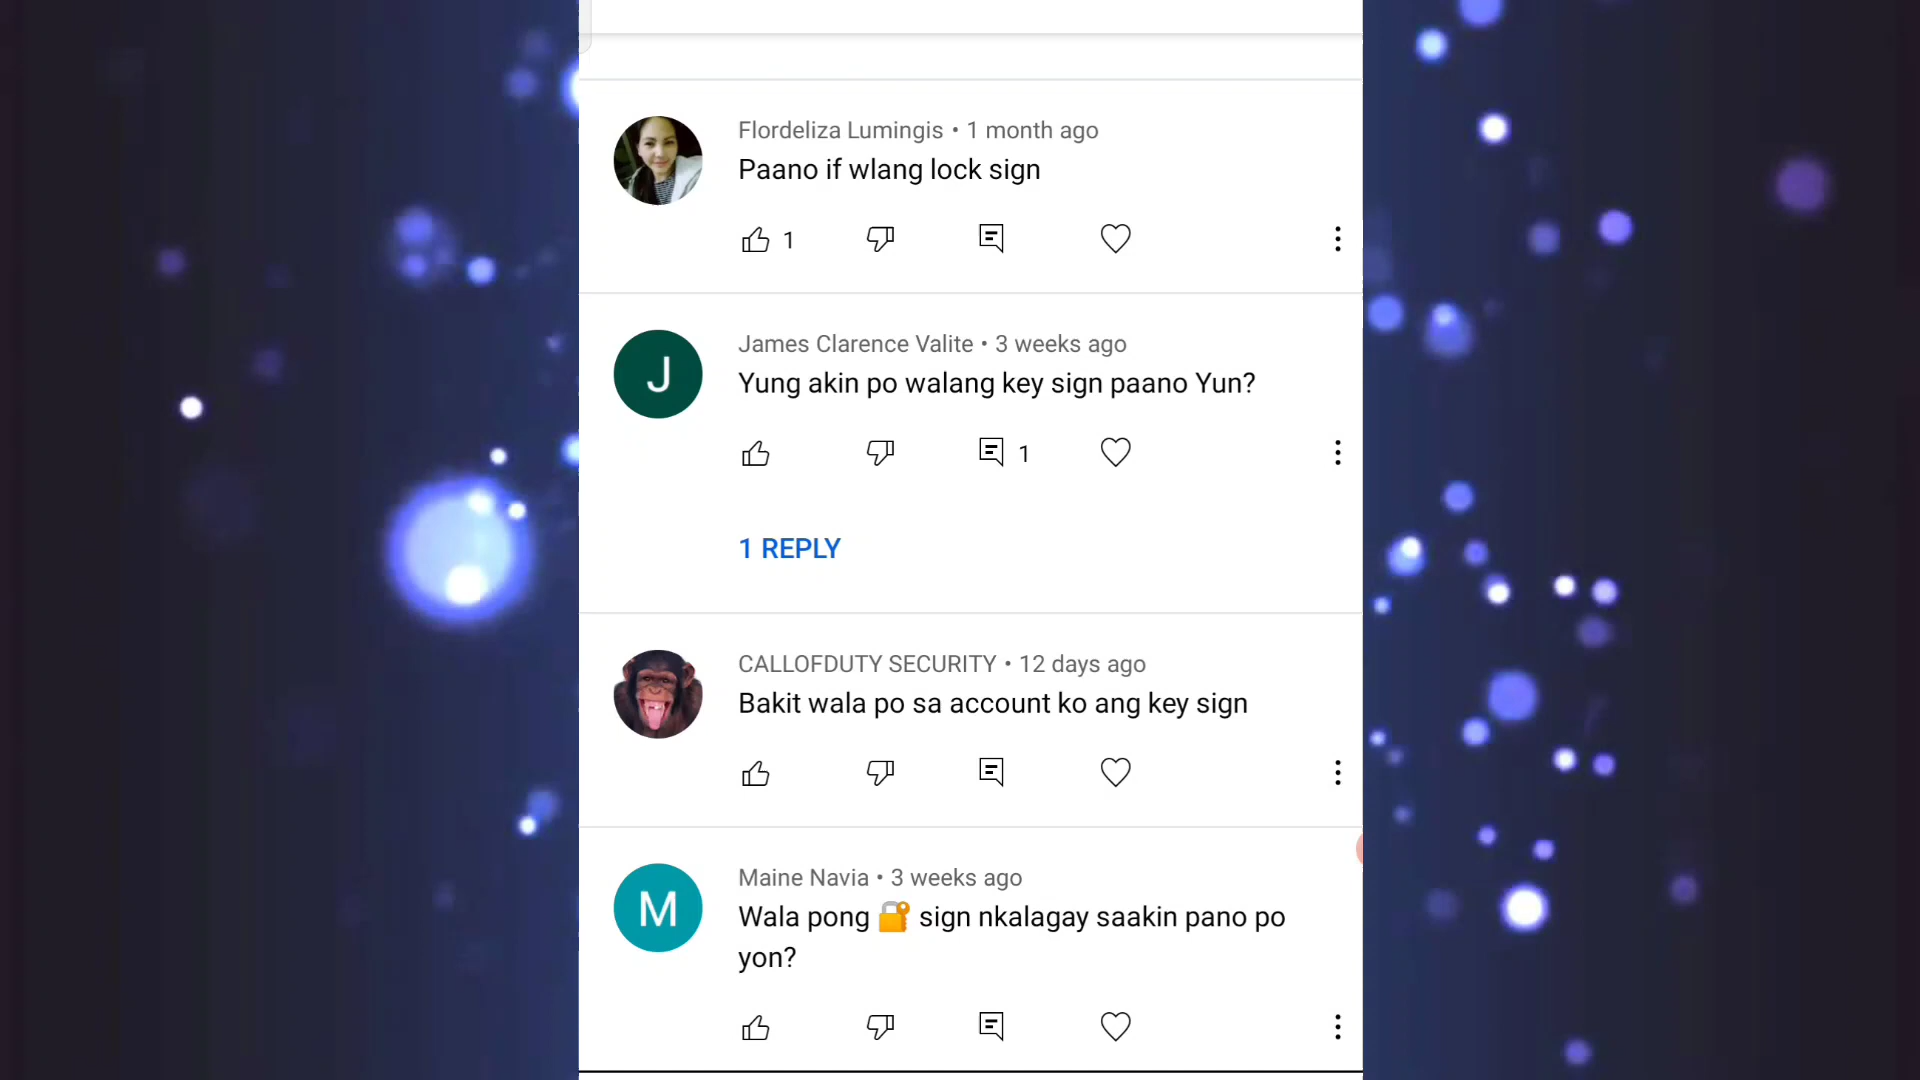 Flordeliza Lumingis • 1 month ago
Paano if wlang lock sign
1
J
James Clarence Valite • 3 weeks ago
Yung akin po walang key sign paano Yun?
1
1 REPLY
CALLOFDUTY SECURITY • 12 days ago
Bakit wala po sa account ko ang key sign
M
Maine Navia • 3 weeks ago
Wala pong 🔐 sign nkalagay saakin pano po
yon?